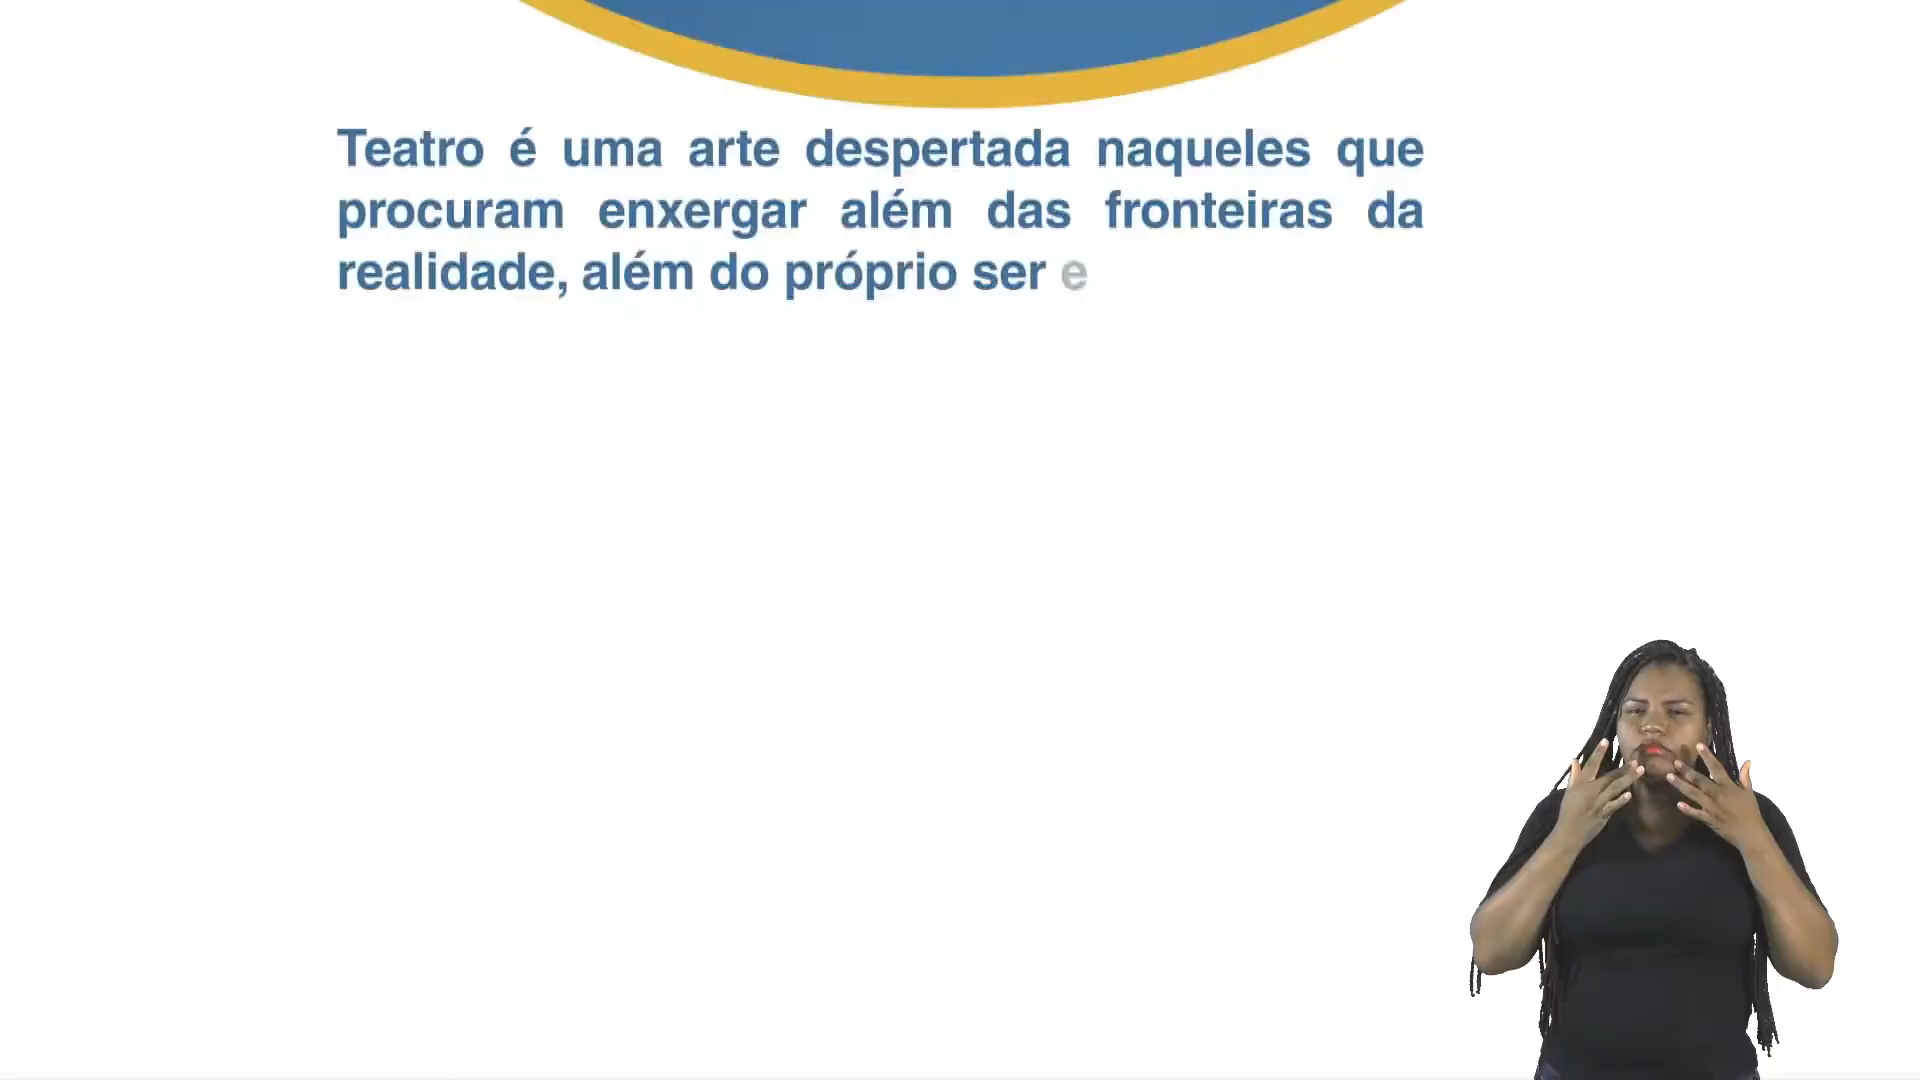 Teatro é uma arte despertada naqueles que
procuram enxergar além das fronteiras da
realidade, além do próprio ser e